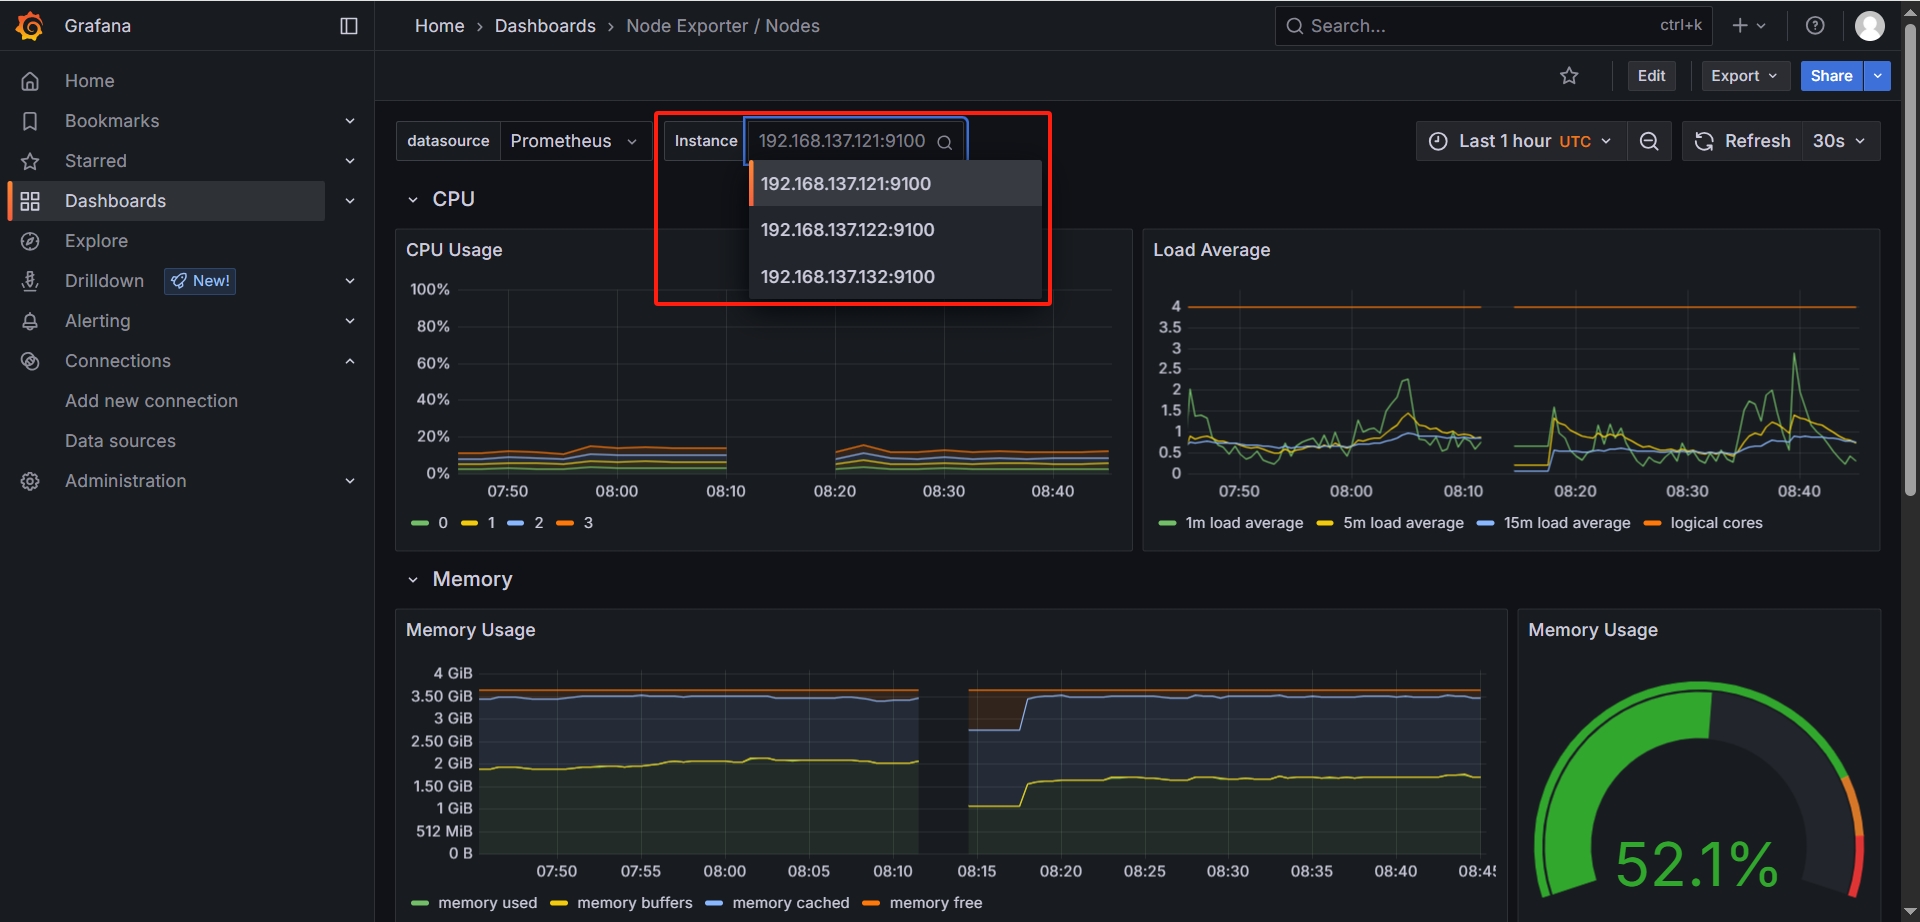 Grafana
Home › Dashboards › Node Exporter / Nodes
Search...
ctrl+k
Home
Bookmarks
Starred
Dashboards
Explore
Drilldown
New!
Alerting
Connections
Add new connection
Data sources
Administration
Edit
Export
Share
datasource
Prometheus
Instance
192.168.137.121:9100
192.168.137.121:9100
192.168.137.122:9100
192.168.137.132:9100
Last 1 hour UTC
Refresh
30s
CPU
CPU Usage
100%
80%
60%
40%
20%
0%
07:50 08:00 08:10 08:20 08:30 08:40
0 1 2 3
Load Average
4
3.5
3
2.5
2
1.5
1
0.5
0
07:50 08:00 08:10 08:20 08:30 08:40
1m load average 5m load average 15m load average logical cores
Memory
Memory Usage
4 GiB
3.50 GiB
3 GiB
2.50 GiB
2 GiB
1.50 GiB
1 GiB
512 MiB
0 B
07:50 07:55 08:00 08:05 08:10 08:15 08:20 08:25 08:30 08:35 08:40 08:45
memory used memory buffers memory cached memory free
Memory Usage
52.1%